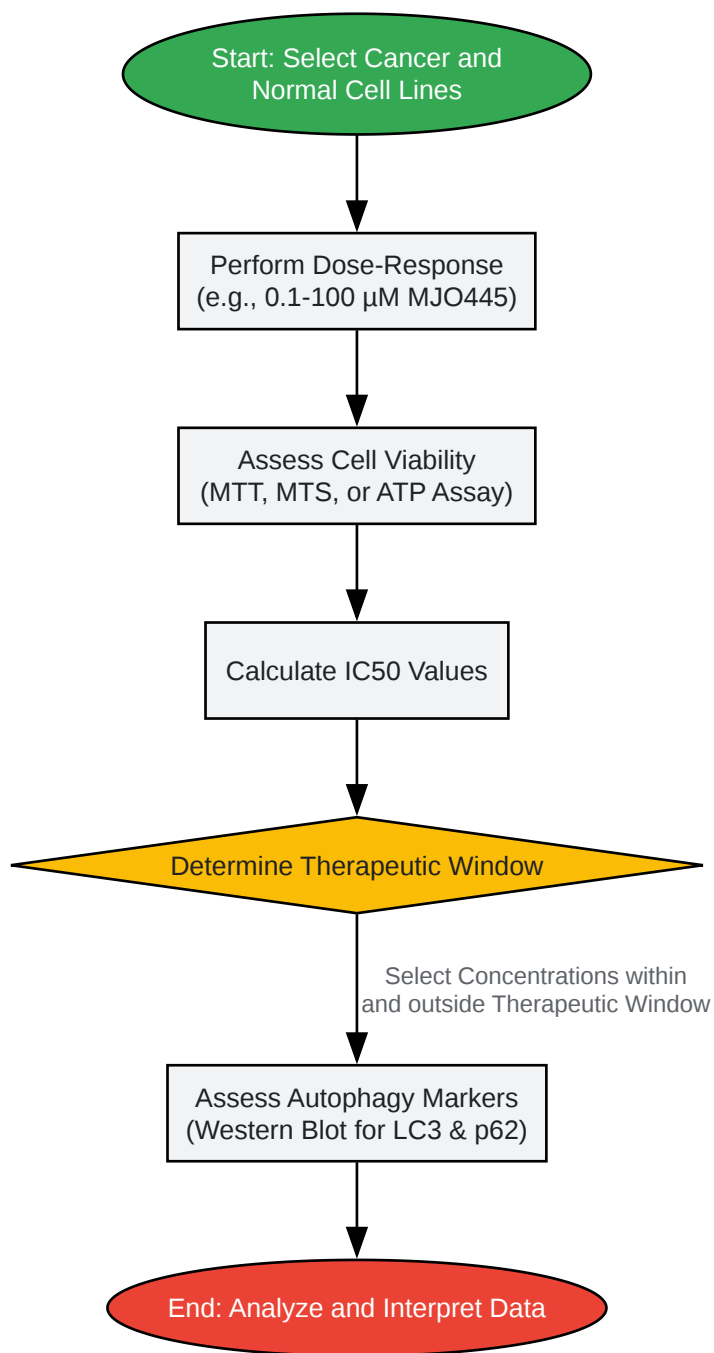 Start: Select Cancer and
Normal Cell Lines
Perform Dose-Response
(e.g., 0.1-100 µM MJO445)
Assess Cell Viability
(MTT, MTS, or ATP Assay)
Calculate IC50 Values
Determine Therapeutic Window
Select Concentrations within
and outside Therapeutic Window
Assess Autophagy Markers
(Western Blot for LC3 & p62)
End: Analyze and Interpret Data